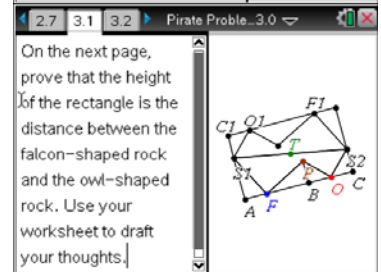 2.7 3.1 3.2 Pirate Proble…3.0
On the next page,
prove that the height
of the rectangle is the
distance between the
falcon-shaped rock
and the owl-shaped
rock. Use your
worksheet to draft
your thoughts.
F1
C1 O1
T
S1 P S2
A F B O C